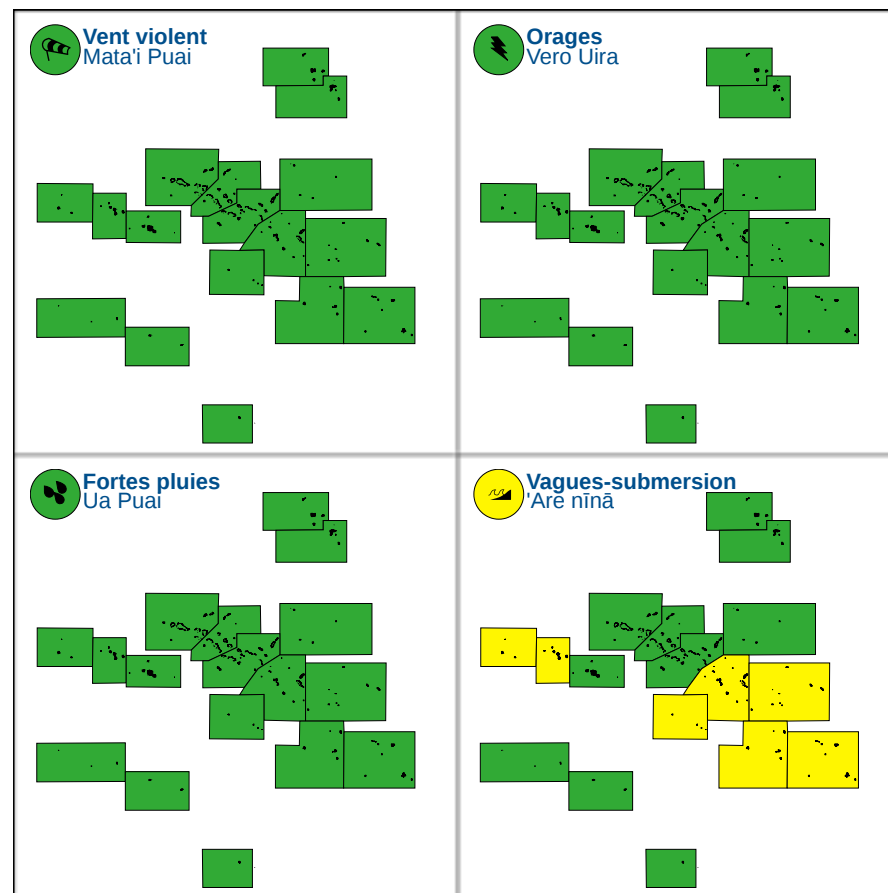 Vent violent
Mata'i Puai
Orages
Vero Uira
Fortes pluies
Ua Puai
Vagues-submersion
'Are nīnā